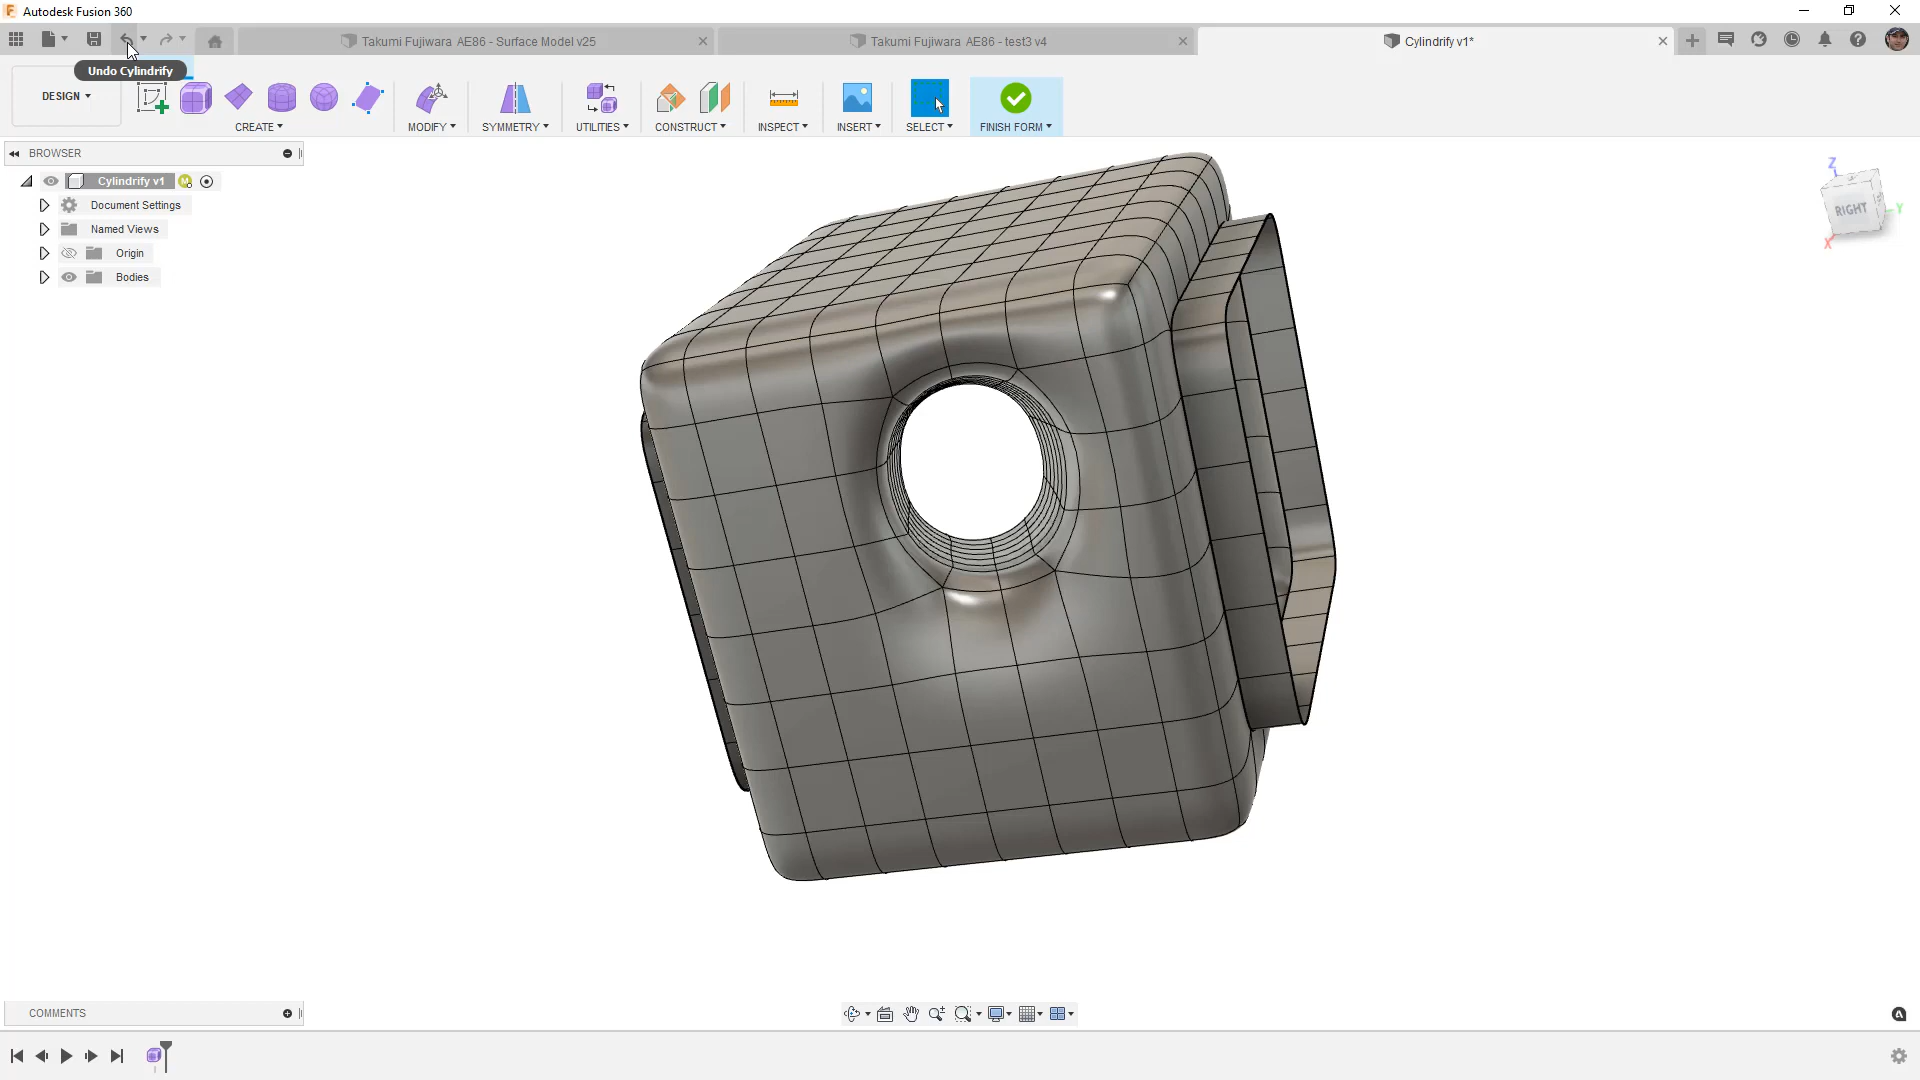 Autodesk Fusion 360
Takumi Fujiwara AE86 - Surface Model v25
Takumi Fujiwara AE86 - test3 v4
Cylindrify v1*
Undo Cylindrify
DESIGN
CREATE
MODIFY
SYMMETRY
UTILITIES
CONSTRUCT
INSPECT
INSERT
SELECT
FINISH FORM
BROWSER
Cylindrify v1
Document Settings
Named Views
Origin
Bodies
Z
RIGHT
Y
X
COMMENTS